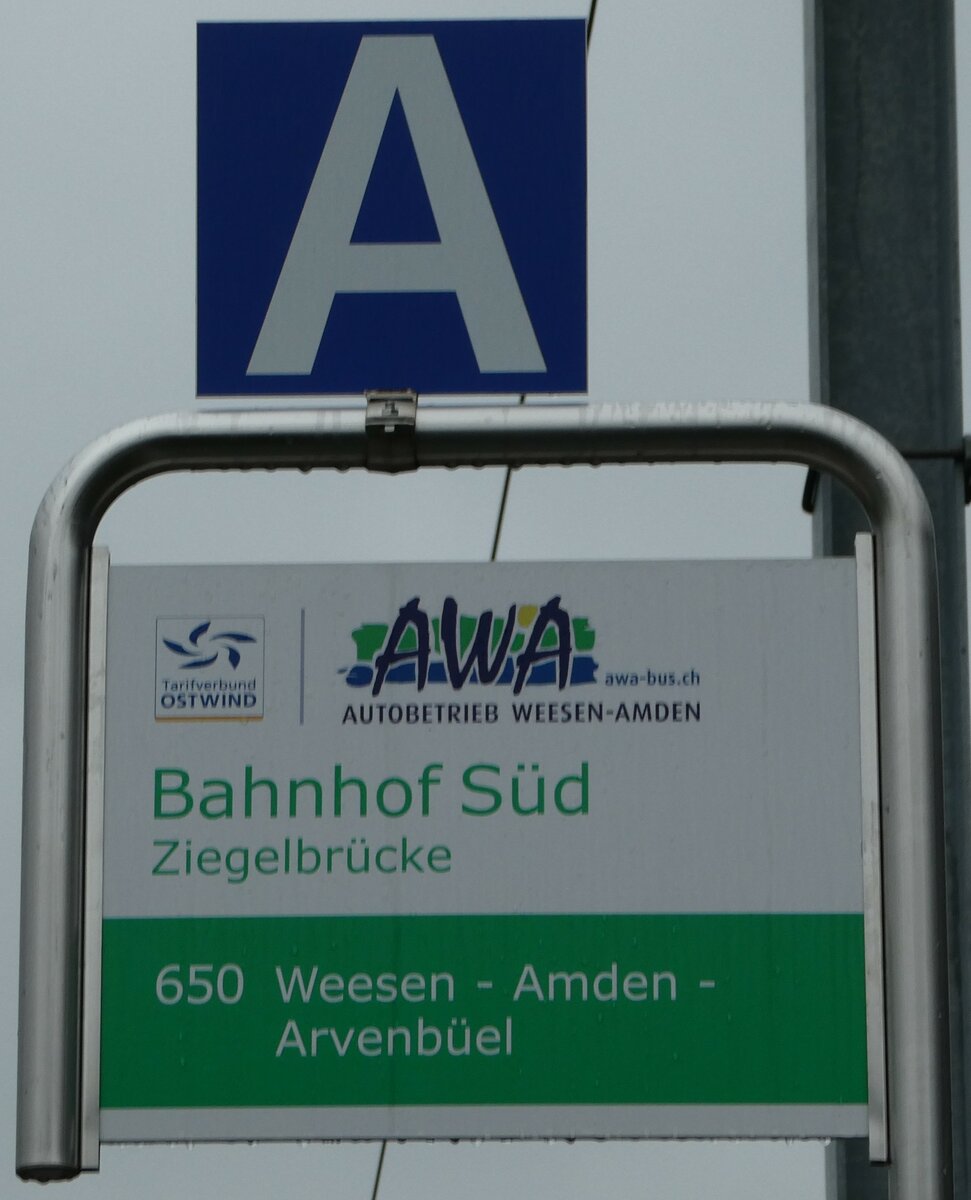 A
Tarifverbund
OSTWIND
AWA
awa-bus.ch
AUTOBETRIEB WEESEN-AMDEN
Bahnhof Süd
Ziegelbrücke
650 Weesen - Amden -
Arvenbüel